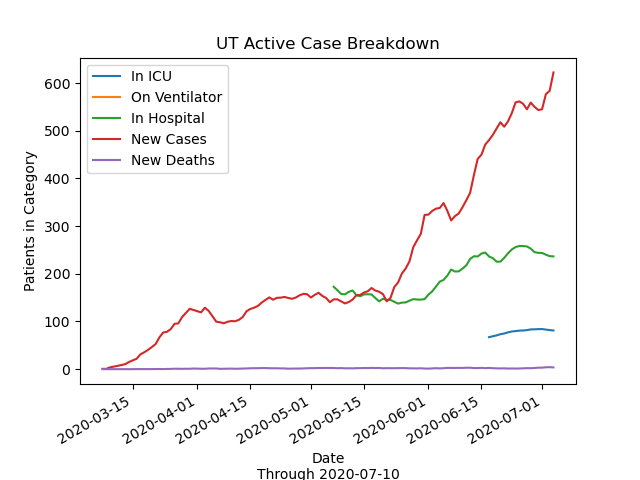 UT Active Case Breakdown
In ICU
On Ventilator
In Hospital
New Cases
New Deaths
Patients in Category
600
500
400
300
200
100
0
2020-03-15
2020-04-01
2020-04-15
2020-05-01
2020-05-15
2020-06-01
2020-06-15
2020-07-01
Date
Through 2020-07-10